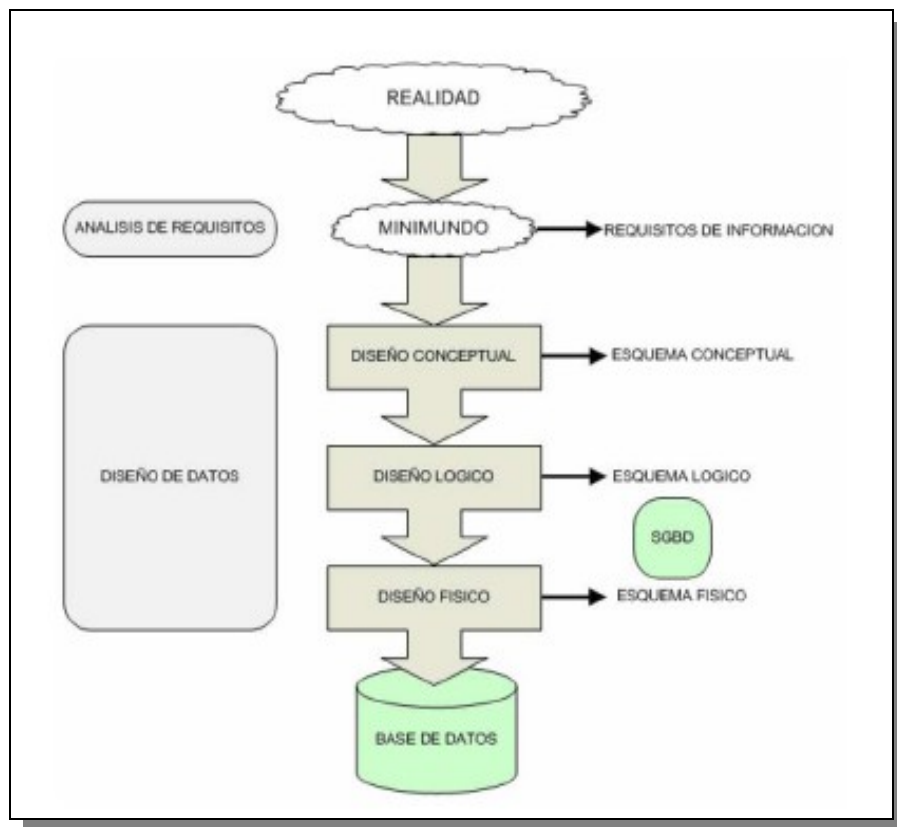 REALIDAD
ANALISIS DE REQUISITOS
MINIMUNDO
REQUISITOS DE INFORMACION
DISEÑO CONCEPTUAL
ESQUEMA CONCEPTUAL
DISEÑO DE DATOS
DISEÑO LOGICO
ESQUEMA LOGICO
SGBD
DISEÑO FISICO
ESQUEMA FISICO
BASE DE DATOS